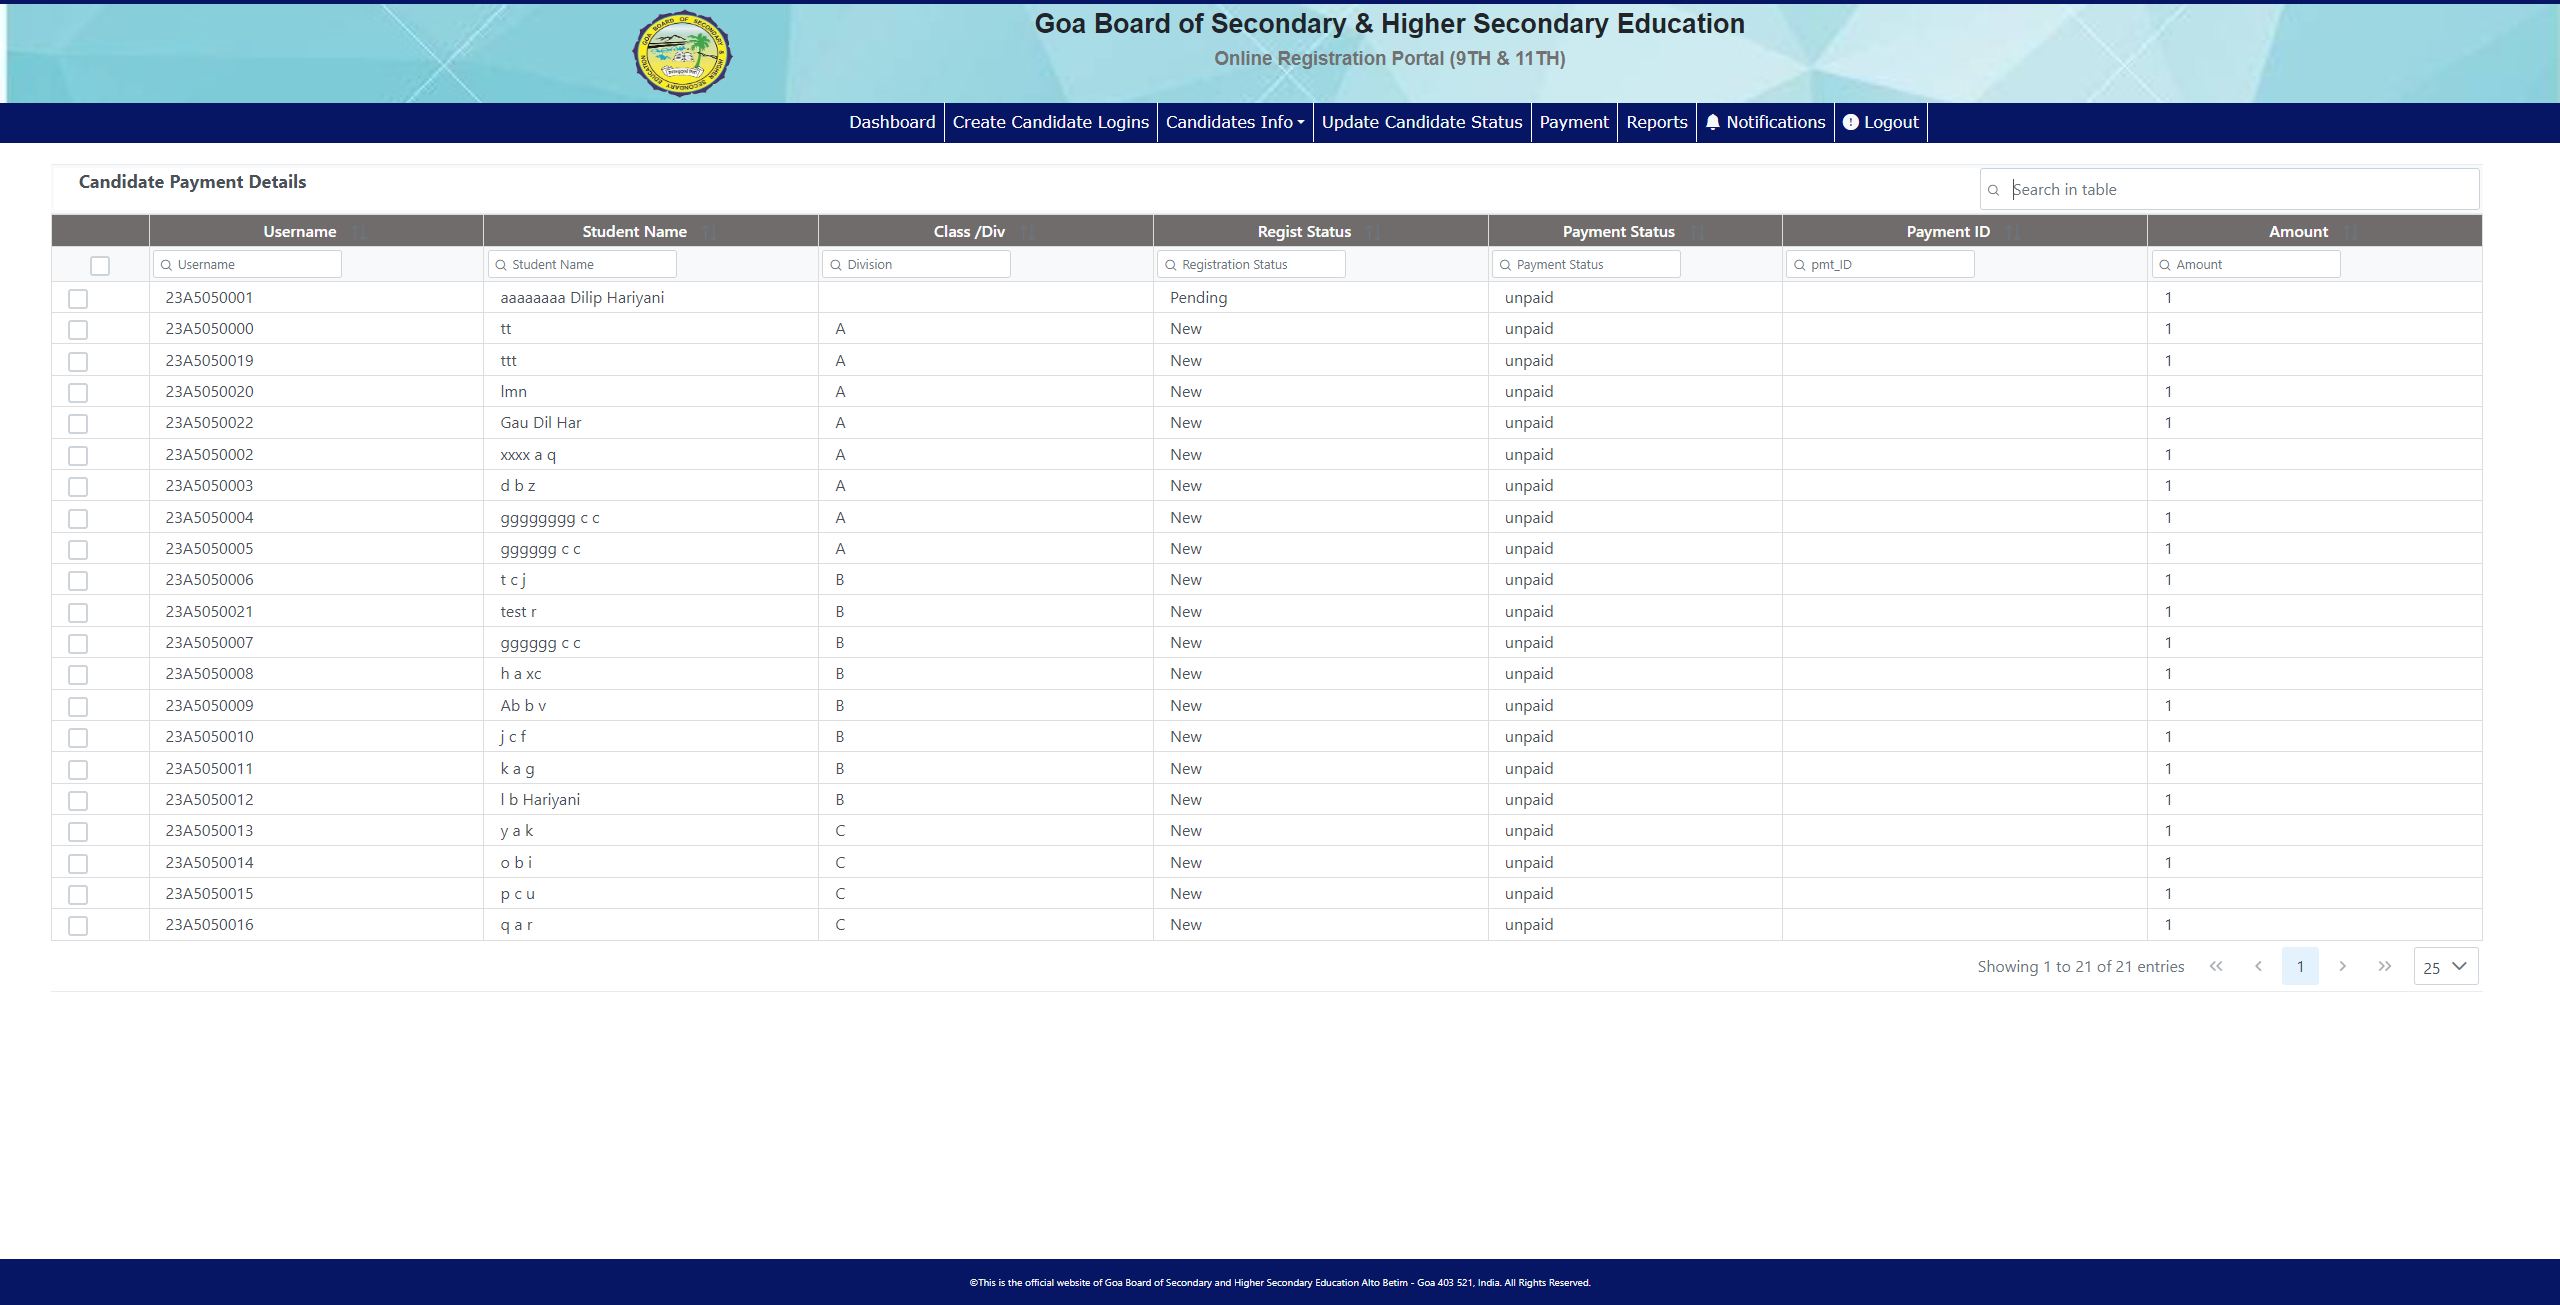 Goa Board of Secondary & Higher Secondary Education
Online Registration Portal (9TH & 11TH)
Dashboard Create Candidate Logins Candidates Info Update Candidate Status Payment Reports Notifications Logout
Candidate Payment Details
Search in table
Username Student Name Class /Div Regist Status Payment Status Payment ID Amount
Username Student Name Division Registration Status Payment Status pmt_ID Amount
23A5050001 aaaaaaaa Dilip Hariyani Pending unpaid 1
23A5050000 tt A New unpaid 1
23A5050019 ttt A New unpaid 1
23A5050020 lmn A New unpaid 1
23A5050022 Gau Dil Har A New unpaid 1
23A5050002 xxxx a q A New unpaid 1
23A5050003 d b z A New unpaid 1
23A5050004 gggggggg c c A New unpaid 1
23A5050005 gggggg c c A New unpaid 1
23A5050006 t c j B New unpaid 1
23A5050021 test r B New unpaid 1
23A5050007 gggggg c c B New unpaid 1
23A5050008 h a xc B New unpaid 1
23A5050009 Ab b v B New unpaid 1
23A5050010 j c f B New unpaid 1
23A5050011 k a g B New unpaid 1
23A5050012 l b Hariyani B New unpaid 1
23A5050013 y a k C New unpaid 1
23A5050014 o b i C New unpaid 1
23A5050015 p c u C New unpaid 1
23A5050016 q a r C New unpaid 1
Showing 1 to 21 of 21 entries 1 25
©This is the official website of Goa Board of Secondary and Higher Secondary Education Alto Betim - Goa 403 521, India. All Rights Reserved.